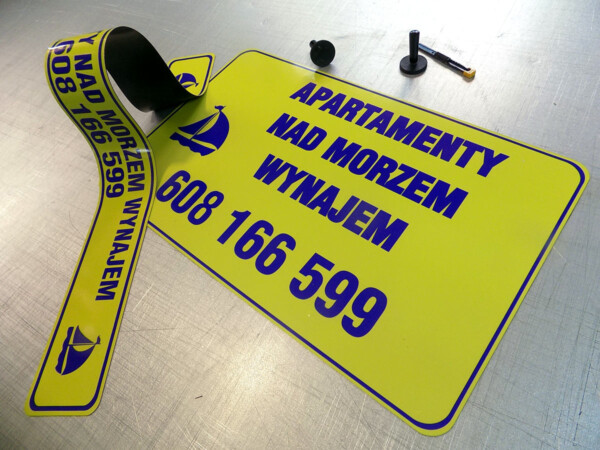 APARTAMENTY
NAD MORZEM
WYNAJEM
608 166 599
Y NAD MORZEM WYNAJEM
608 166 599